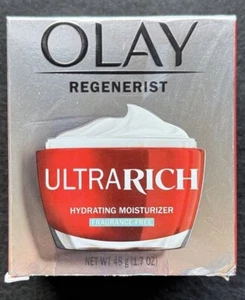 OLAY
REGENERIST
ULTRARICH
HYDRATING MOISTURIZER
FRAGRANCE-FREE
NET WT 48 g (1.7 OZ)